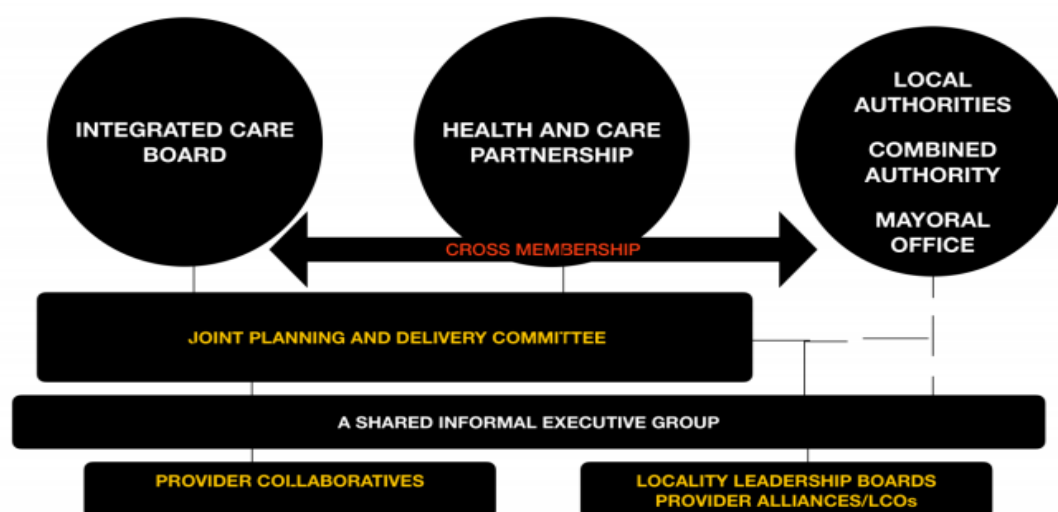 INTEGRATED CARE
BOARD
HEALTH AND CARE
PARTNERSHIP
LOCAL
AUTHORITIES
COMBINED
AUTHORITY
MAYORAL
OFFICE
CROSS MEMBERSHIP
JOINT PLANNING AND DELIVERY COMMITTEE
A SHARED INFORMAL EXECUTIVE GROUP
PROVIDER COLLABORATIVES
LOCALITY LEADERSHIP BOARDS
PROVIDER ALLIANCES/LCOs